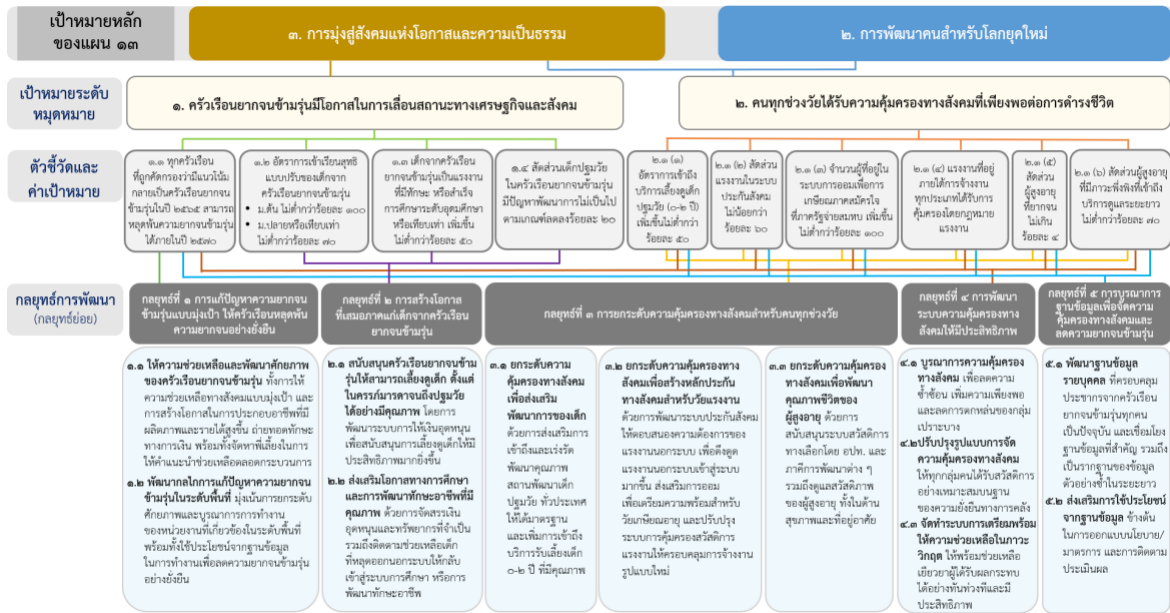 เป้าหมายหลัก
ของแผน ๑๓
๓. การมุ่งสู่สังคมแห่งโอกาสและความเป็นธรรม
๒. การพัฒนาคนสำหรับโลกยุคใหม่
เป้าหมายระดับ
หมุดหมาย
๑. ครัวเรือนยากจนข้ามรุ่นมีโอกาสในการเลื่อนสถานะทางเศรษฐกิจและสังคม
๒. คนทุกช่วงวัยได้รับความคุ้มครองทางสังคมที่เพียงพอต่อการดำรงชีวิต
ตัวชี้วัดและ
ค่าเป้าหมาย
๑.๑ ทุกครัวเรือน
ที่ถูกคัดกรองว่ามีแนวโน้ม
กลายเป็นครัวเรือนยากจน
ข้ามรุ่นในปี ๒๕๖๕ สามารถ
หลุดพ้นความยากจนข้ามรุ่น
ได้ภายในปี ๒๕๗๐
๑.๒ อัตราการเข้าเรียนสุทธิ
แบบปรับของเด็กจาก
ครัวเรือนยากจนข้ามรุ่น
• ม.ต้น ไม่ต่ำกว่าร้อยละ ๑๐๐
• ม.ปลายหรือเทียบเท่า
ไม่ต่ำกว่าร้อยละ ๗๐
๑.๓ เด็กจากครัวเรือน
ยากจนข้ามรุ่นเป็นแรงงาน
ที่มีทักษะ หรือสำเร็จ
การศึกษาระดับอุดมศึกษา
หรือเทียบเท่า เพิ่มขึ้น
ไม่ต่ำกว่าร้อยละ ๕๐
๑.๔ สัดส่วนเด็กปฐมวัย
ในครัวเรือนยากจนข้ามรุ่น
มีปัญหาพัฒนาการไม่เป็นไป
ตามเกณฑ์ลดลงร้อยละ ๒๐
๒.๑ (๑)
อัตราการเข้าถึง
บริการเลี้ยงดูเด็ก
ปฐมวัย (๐-๒ ปี)
เพิ่มขึ้นไม่ต่ำกว่า
ร้อยละ ๕๐
๒.๑ (๒) สัดส่วน
แรงงานในระบบ
ประกันสังคม
ไม่น้อยกว่า
ร้อยละ ๖๐
๒.๑ (๓) จำนวนผู้ที่อยู่ใน
ระบบการออมเพื่อการ
เกษียณภาคสมัครใจ
ที่ภาครัฐจ่ายสมทบ เพิ่มขึ้น
ไม่ต่ำกว่าร้อยละ ๑๐๐
๒.๑ (๔) แรงงานที่อยู่
ภายใต้การจ้างงาน
ทุกประเภทได้รับการ
คุ้มครองโดยกฎหมาย
แรงงาน
๒.๑ (๕)
สัดส่วน
ผู้สูงอายุ
ที่ยากจน
ไม่เกิน
ร้อยละ ๔
๒.๑ (๖) สัดส่วนผู้สูงอายุ
ที่มีภาวะพึ่งพิงที่เข้าถึง
บริการดูแลระยะยาว
ไม่ต่ำกว่าร้อยละ ๗๐
กลยุทธ์การพัฒนา
(กลยุทธ์ย่อย)
กลยุทธ์ที่ ๑ การแก้ปัญหาความยากจน
ข้ามรุ่นแบบมุ่งเป้า ให้ครัวเรือนหลุดพ้น
ความยากจนอย่างยั่งยืน
กลยุทธ์ที่ ๒ การสร้างโอกาส
ที่เสมอภาคแก่เด็กจากครัวเรือน
ยากจนข้ามรุ่น
กลยุทธ์ที่ ๓ การยกระดับความคุ้มครองทางสังคมสำหรับคนทุกช่วงวัย
กลยุทธ์ที่ ๔ การพัฒนา
ระบบความคุ้มครองทาง
สังคมให้มีประสิทธิภาพ
กลยุทธ์ที่ ๕ การบูรณาการ
ฐานข้อมูลเพื่อจัดความ
คุ้มครองทางสังคมและ
ลดความยากจนข้ามรุ่น
๑.๑ ให้ความช่วยเหลือและพัฒนาศักยภาพ
ของครัวเรือนยากจนข้ามรุ่น ทั้งการให้
ความช่วยเหลือทางสังคมแบบมุ่งเป้า และ
การสร้างโอกาสในการประกอบอาชีพที่มี
ผลิตภาพและรายได้สูงขึ้น ถ่ายทอดทักษะ
ทางการเงิน พร้อมทั้งจัดหาพี่เลี้ยงในการ
ให้คำแนะนำช่วยเหลือตลอดกระบวนการ
๑.๒ พัฒนากลไกการแก้ปัญหาความยากจน
ข้ามรุ่นในระดับพื้นที่ มุ่งเน้นการยกระดับ
ศักยภาพและบูรณาการการทำงาน
ของหน่วยงานที่เกี่ยวข้องในระดับพื้นที่
พร้อมทั้งใช้ประโยชน์จากฐานข้อมูล
ในการทำงานเพื่อลดความยากจนข้ามรุ่น
อย่างยั่งยืน
๒.๑ สนับสนุนครัวเรือนยากจนข้าม
รุ่นให้สามารถเลี้ยงดูเด็ก ตั้งแต่
ในครรภ์มารดาจนถึงปฐมวัย
ได้อย่างมีคุณภาพ โดยการ
พัฒนาระบบการให้เงินอุดหนุน
เพื่อสนับสนุนการเลี้ยงดูเด็กให้มี
ประสิทธิภาพมากยิ่งขึ้น
๒.๒ ส่งเสริมโอกาสทางการศึกษา
และการพัฒนาทักษะอาชีพที่มี
คุณภาพ ด้วยการจัดสรรเงิน
อุดหนุนและทรัพยากรที่จำเป็น
รวมถึงติดตามช่วยเหลือเด็ก
ที่หลุดออกนอกระบบให้กลับ
เข้าสู่ระบบการศึกษา หรือการ
พัฒนาทักษะอาชีพ
๓.๑ ยกระดับความ
คุ้มครองทางสังคม
เพื่อส่งเสริม
พัฒนาการของเด็ก
ด้วยการส่งเสริมการ
เข้าถึงและเร่งรัด
พัฒนาคุณภาพ
สถานพัฒนาเด็ก
ปฐมวัย ทั่วประเทศ
ให้ได้มาตรฐาน
และเพิ่มการเข้าถึง
บริการรับเลี้ยงเด็ก
๐-๒ ปี ที่มีคุณภาพ
๓.๒ ยกระดับความคุ้มครองทาง
สังคมเพื่อสร้างหลักประกัน
ทางสังคมสำหรับวัยแรงงาน
ด้วยการพัฒนาระบบประกันสังคม
ให้ตอบสนองความต้องการของ
แรงงานนอกระบบ เพื่อดึงดูด
แรงงานนอกระบบเข้าสู่ระบบ
มากขึ้น ส่งเสริมการออม
เพื่อเตรียมความพร้อมสำหรับ
วัยเกษียณอายุ และปรับปรุง
ระบบการคุ้มครองสวัสดิการ
แรงงานให้ครอบคลุมการจ้างงาน
รูปแบบใหม่
๓.๓ ยกระดับความคุ้มครอง
ทางสังคมเพื่อพัฒนา
คุณภาพชีวิตของ
ผู้สูงอายุ ด้วยการ
สนับสนุนระบบสวัสดิการ
ทางเลือกโดย อปท. และ
ภาคีการพัฒนาต่าง ๆ
รวมถึงดูแลสวัสดิภาพ
ของผู้สูงอายุ ทั้งในด้าน
สุขภาพและที่อยู่อาศัย
๔.๑ บูรณาการความคุ้มครอง
ทางสังคม เพื่อลดความ
ซ้ำซ้อน เพิ่มความเพียงพอ
และลดการตกหล่นของกลุ่ม
เปราะบาง
๔.๒ปรับปรุงรูปแบบการจัด
ความคุ้มครองทางสังคม
ให้ทุกกลุ่มคนได้รับสวัสดิการ
อย่างเหมาะสมบนฐาน
ของความยั่งยืนทางการคลัง
๔.๓ จัดทำระบบการเตรียมพร้อม
ให้ความช่วยเหลือในภาวะ
วิกฤต ให้พร้อมช่วยเหลือ
เยียวยาผู้ได้รับผลกระทบ
ได้อย่างทันท่วงทีและมี
ประสิทธิภาพ
๕.๑ พัฒนาฐานข้อมูล
รายบุคคล ที่ครอบคลุม
ประชากรจากครัวเรือน
ยากจนข้ามรุ่นทุกคน
เป็นปัจจุบัน และเชื่อมโยง
ฐานข้อมูลที่สำคัญ รวมถึง
เป็นรากฐานของข้อมูล
ตัวอย่างซ้ำในระยะยาว
๕.๒ ส่งเสริมการใช้ประโยชน์
จากฐานข้อมูล ข้างต้น
ในการออกแบบนโยบาย/
มาตรการ และการติดตาม
ประเมินผล